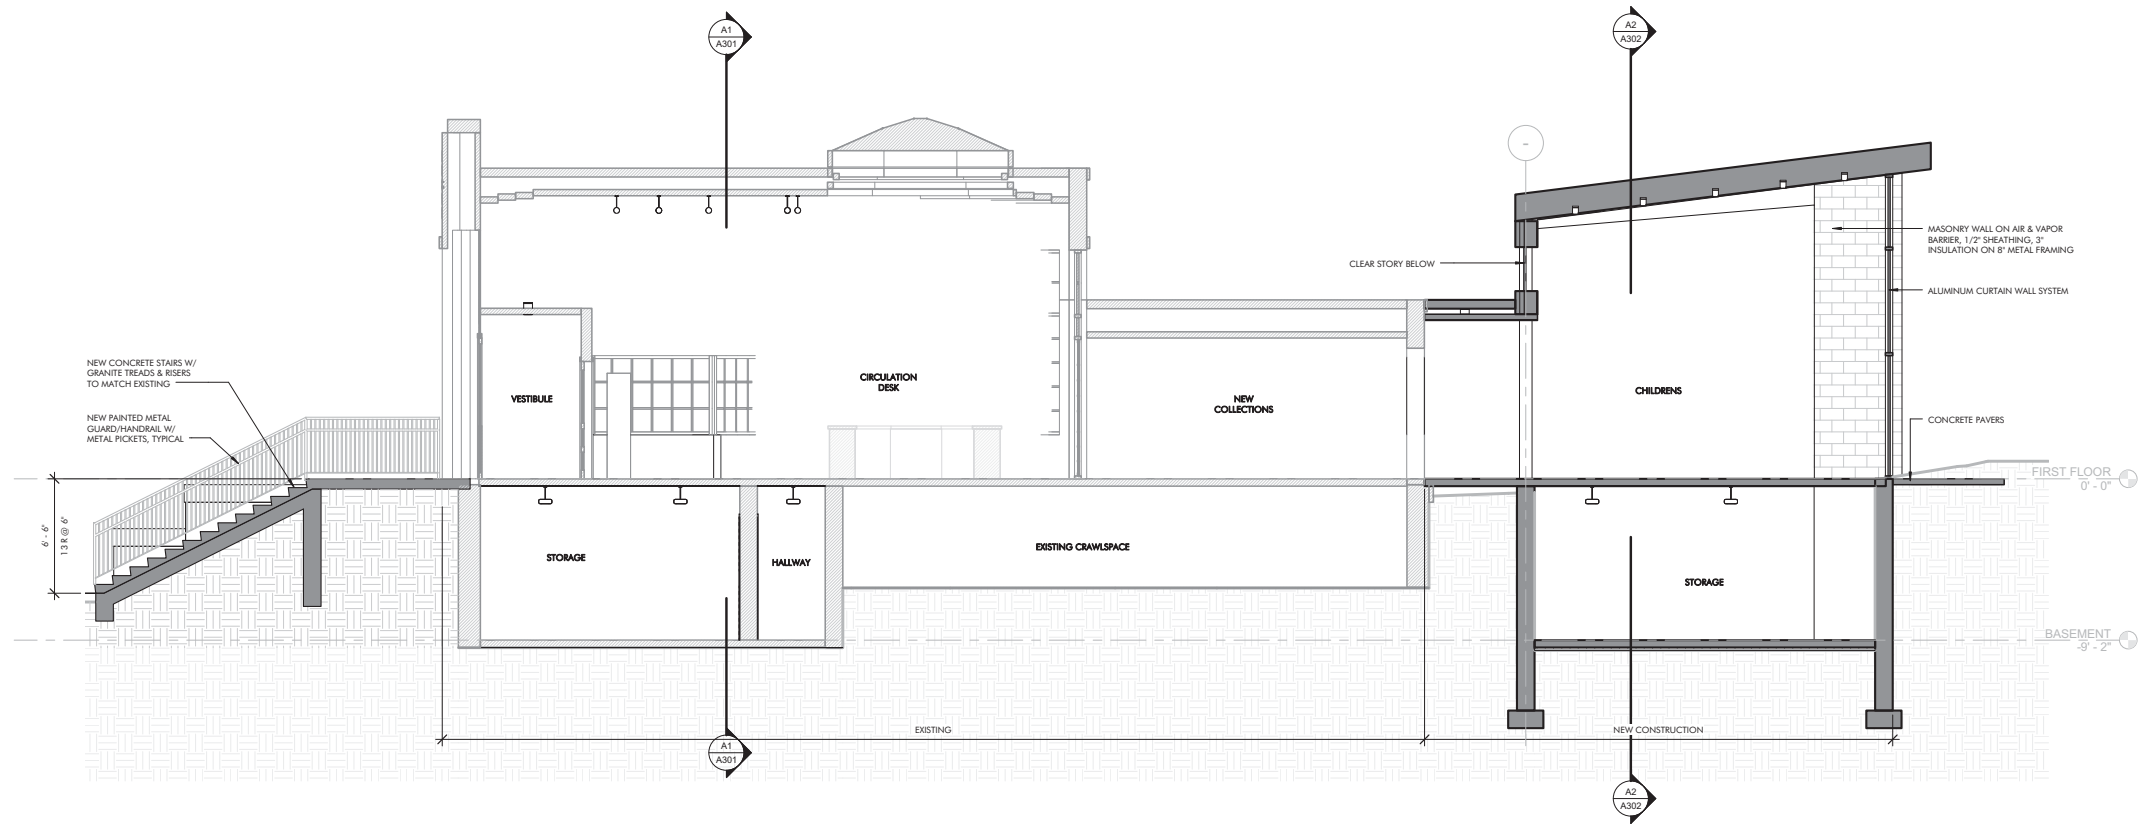 A1
A301
A2
A302
-
MASONRY WALL ON AIR & VAPOR
BARRIER, 1/2" SHEATHING, 3"
INSULATION ON 8" METAL FRAMING
CLEAR STORY BELOW
ALUMINUM CURTAIN WALL SYSTEM
NEW CONCRETE STAIRS W/
GRANITE TREADS & RISERS
TO MATCH EXISTING
NEW PAINTED METAL
GUARD/HANDRAIL W/
METAL PICKETS, TYPICAL
VESTIBULE
CIRCULATION
DESK
NEW
COLLECTIONS
CHILDRENS
CONCRETE PAVERS
FIRST FLOOR
0' - 0"
6' - 6"
13R @ 6"
STORAGE
HALLWAY
EXISTING CRAWLSPACE
STORAGE
BASEMENT
-9' - 2"
EXISTING
NEW CONSTRUCTION
A1
A301
A2
A302